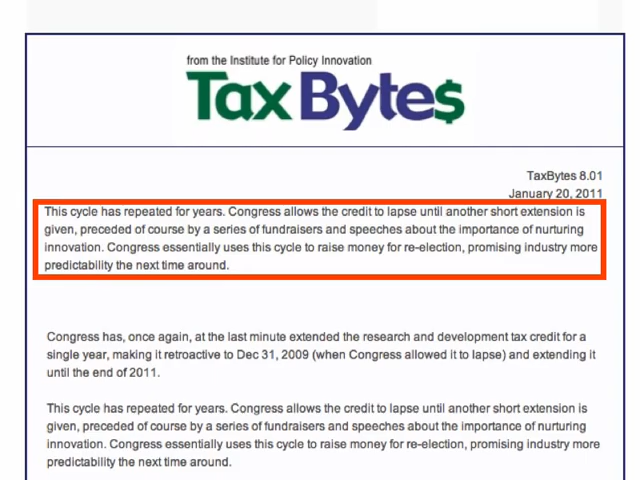 from the Institute for Policy Innovation
TaxByte$
TaxBytes 8.01
January 20, 2011
This cycle has repeated for years. Congress allows the credit to lapse until another short extension is
given, preceded of course by a series of fundraisers and speeches about the importance of nurturing
innovation. Congress essentially uses this cycle to raise money for re-election, promising industry more
predictability the next time around.
Congress has, once again, at the last minute extended the research and development tax credit for a
single year, making it retroactive to Dec 31, 2009 (when Congress allowed it to lapse) and extending it
until the end of 2011.
This cycle has repeated for years. Congress allows the credit to lapse until another short extension is
given, preceded of course by a series of fundraisers and speeches about the importance of nurturing
innovation. Congress essentially uses this cycle to raise money for re-election, promising industry more
predictability the next time around.